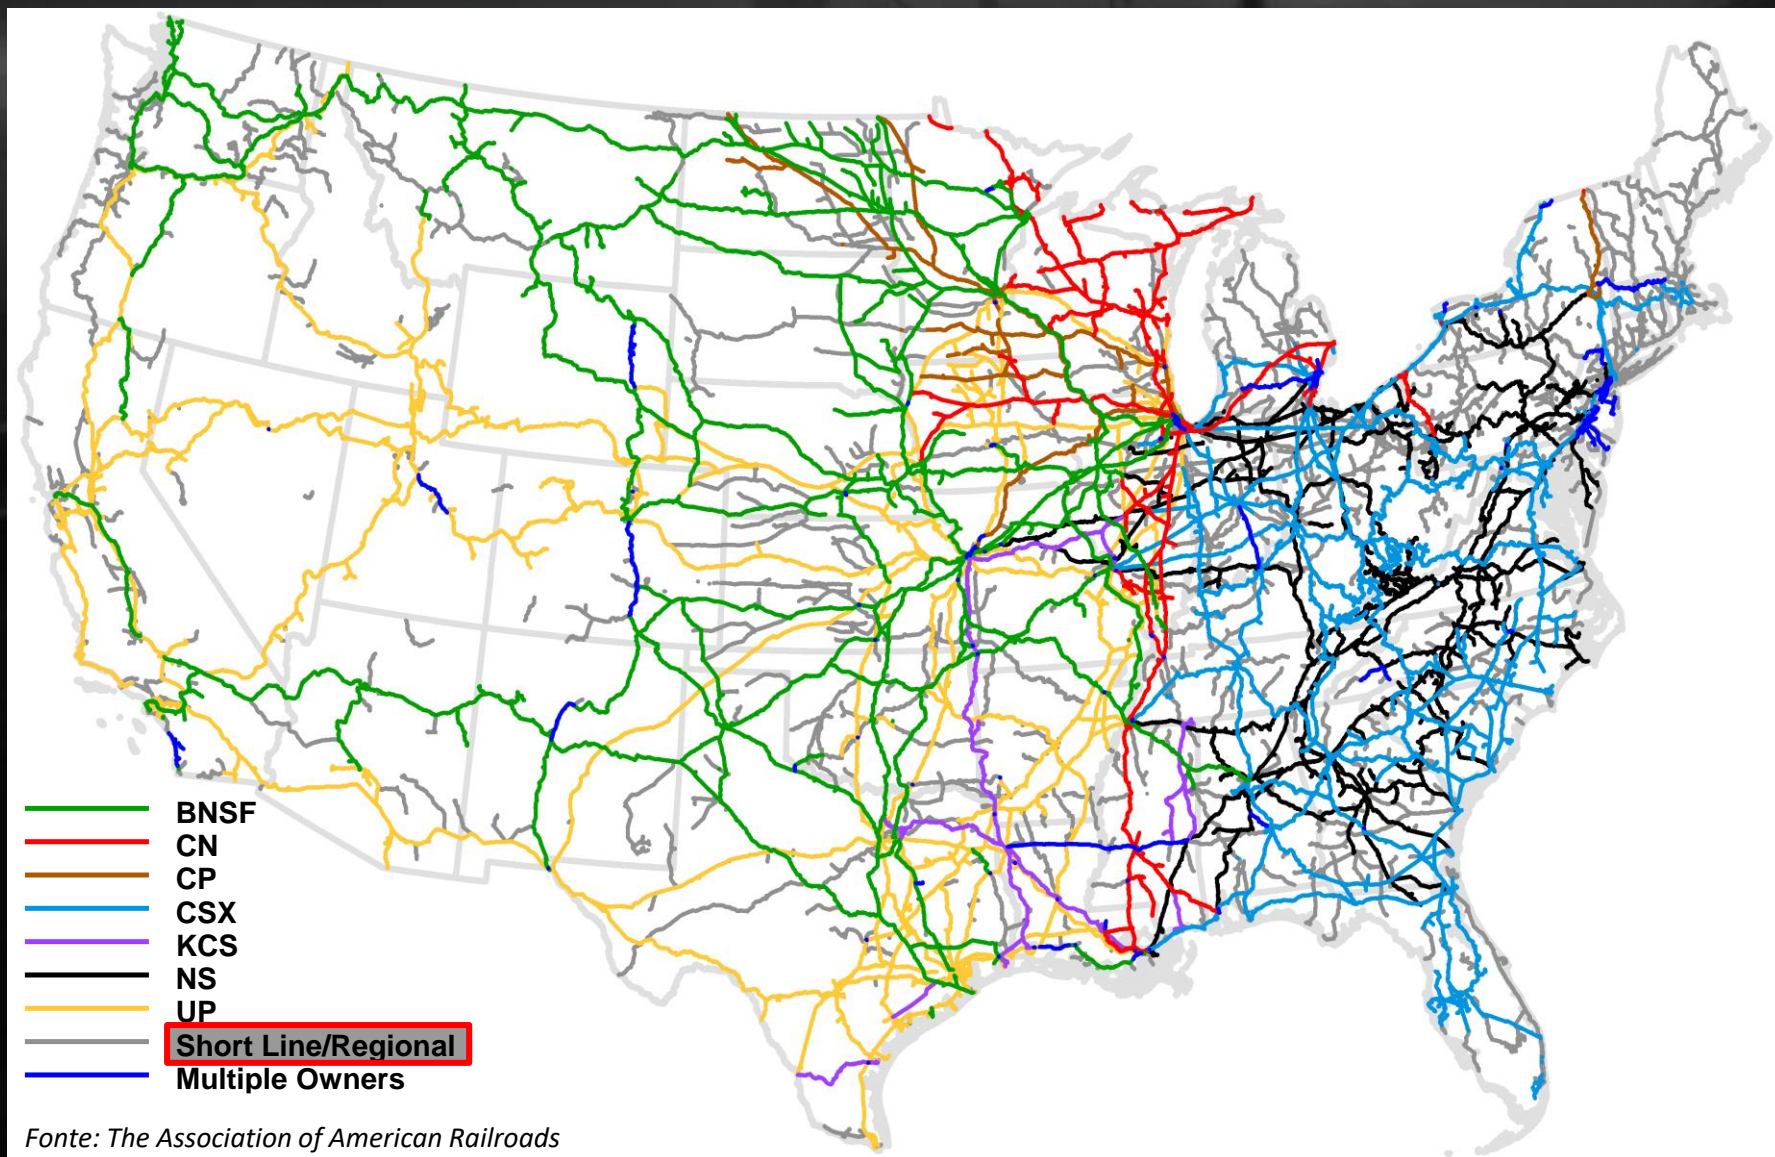 BNSF
CN
CP
CSX
KCS
NS
UP
Short Line/Regional
Multiple Owners
Fonte: The Association of American Railroads